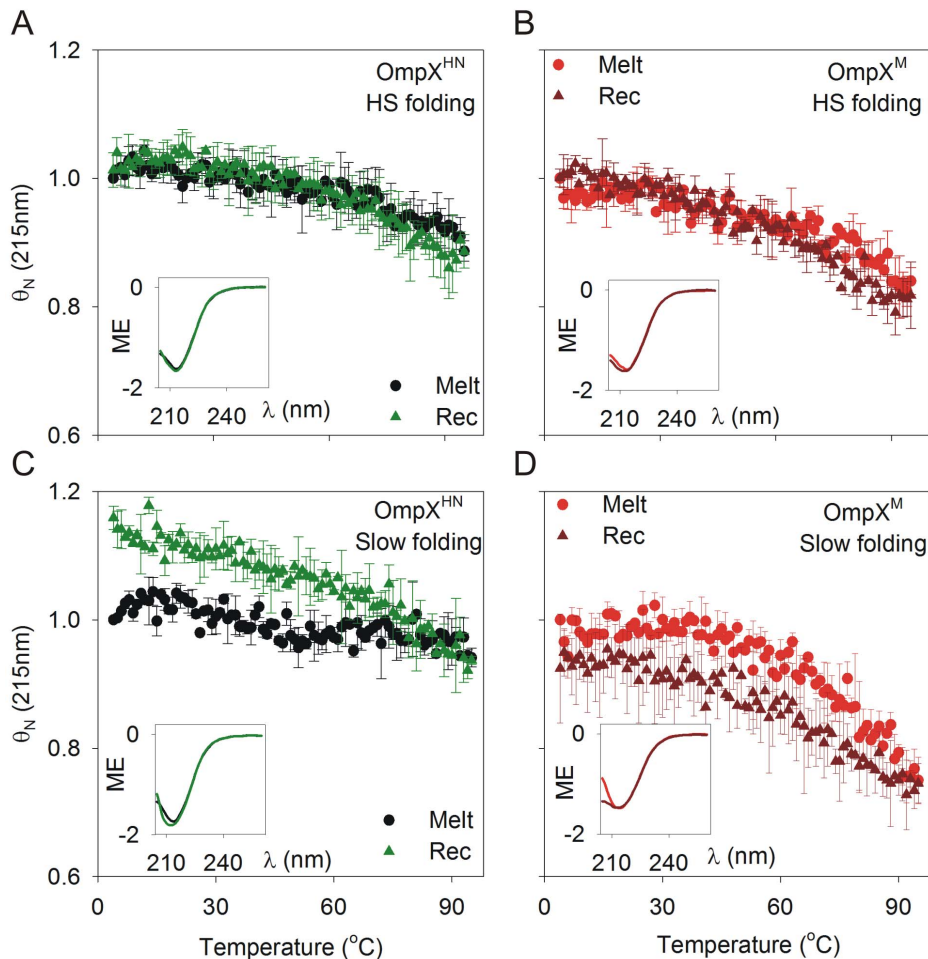 A
B
1.2
OmpX^HN
HS folding
Melt
Rec
OmpX^M
HS folding
θ_N (215nm)
1.0
0.8
0.6
0
ME
-2
210
240
λ (nm)
Melt
Rec
0
ME
-2
210
240
λ (nm)
0
30
60
90
C
D
1.2
OmpX^HN
Slow folding
Melt
Rec
OmpX^M
Slow folding
θ_N (215nm)
1.0
0.8
0.6
0
ME
-2
210
240
λ (nm)
Melt
Rec
0
ME
-2
210
240
λ (nm)
0
30
60
90
0
30
60
90
Temperature (°C)
Temperature (°C)